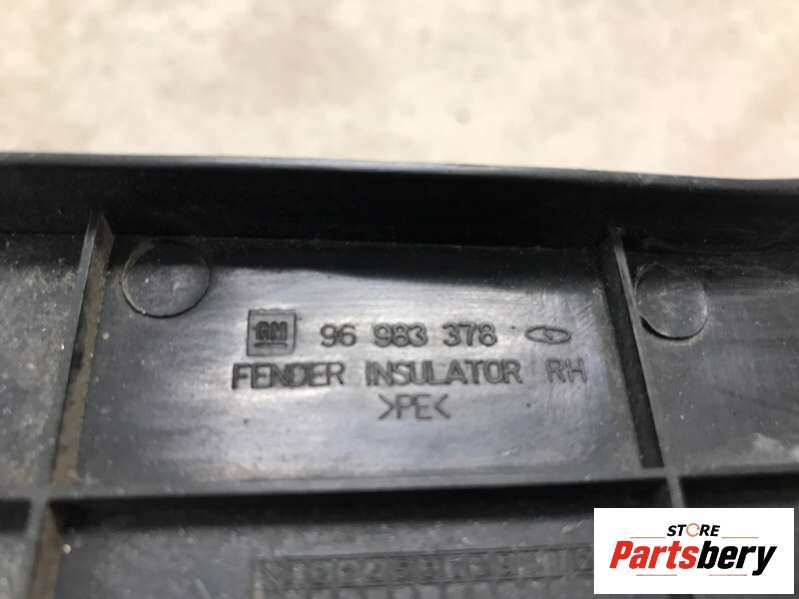 GM 96 983 378
FENDER INSULATOR RH
>PE<
STORE
Partsbery